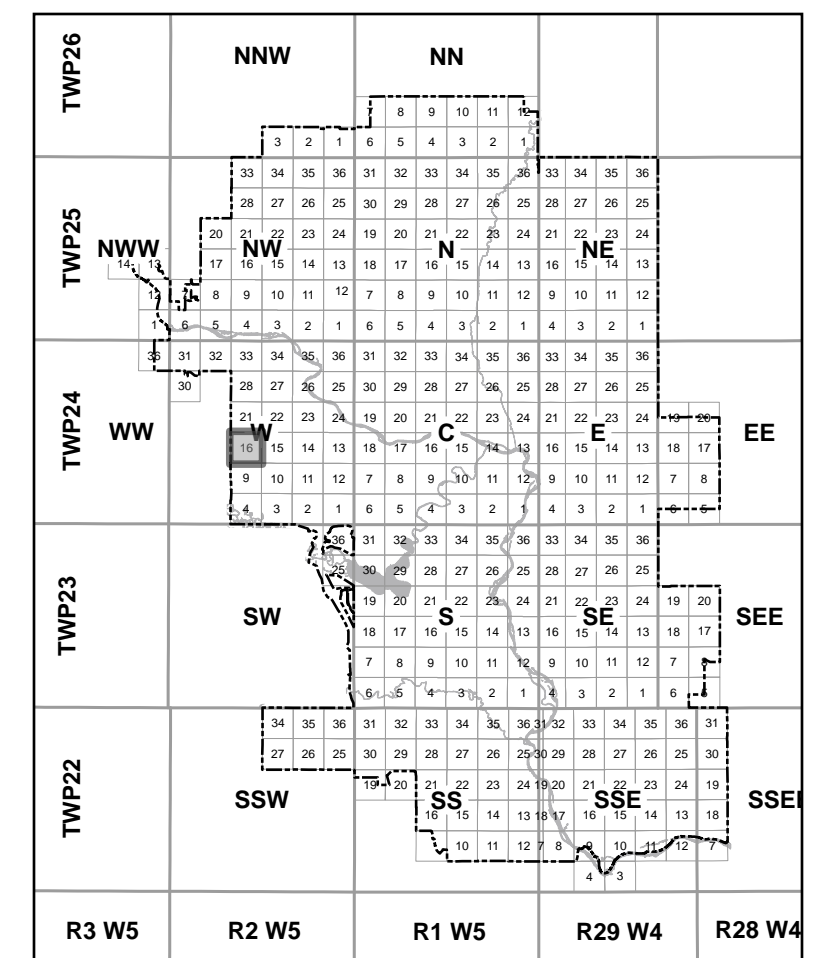 TWP26 NNW NN
7 8 9 10 11 12
3 2 1 6 5 4 3 2 1
33 34 35 36 31 32 33 34 35 36 33 34 35 36
28 27 26 25 30 29 28 27 26 25 28 27 26 25
20 21 22 23 24 19 20 21 22 23 24 21 22 23 24
TWP25 NWW NW N NE
14 13 17 16 15 14 13 18 17 16 15 14 13 16 15 14 13
12 7 8 9 10 11 12 7 8 9 10 11 12 9 10 11 12
1 6 5 4 3 2 1 6 5 4 3 2 1 4 3 2 1
36 31 32 33 34 35 36 31 32 33 34 35 36 33 34 35 36
30 28 27 26 25 30 29 28 27 26 25 28 27 26 25
21 22 23 24 19 20 21 22 23 24 21 22 23 24 19 20
TWP24 WW W C E EE
16 15 14 13 18 17 16 15 14 13 16 15 14 13 18 17
9 10 11 12 7 8 9 10 11 12 9 10 11 12 7 8
4 3 2 1 6 5 4 3 2 1 4 3 2 1 6 5
36 31 32 33 34 35 36 33 34 35 36
25 30 29 28 27 26 25 28 27 26 25
19 20 21 22 23 24 21 22 23 24 19 20
TWP23 SW S SE SEE
18 17 16 15 14 13 16 15 14 13 18 17
7 8 9 10 11 12 9 10 11 12 7 8
6 5 4 3 2 1 4 3 2 1 6
34 35 36 31 32 33 34 35 36 31 32 33 34 35 36 31
27 26 25 30 29 28 27 26 25 30 29 28 27 26 25 30
19 20 21 22 23 24 19 20 21 22 23 24 19
TWP22 SSW SS SSE SSEE
16 15 14 13 18 17 16 15 14 13 18
10 11 12 7 8 9 10 11 12 7
4 3
R3 W5 R2 W5 R1 W5 R29 W4 R28 W4